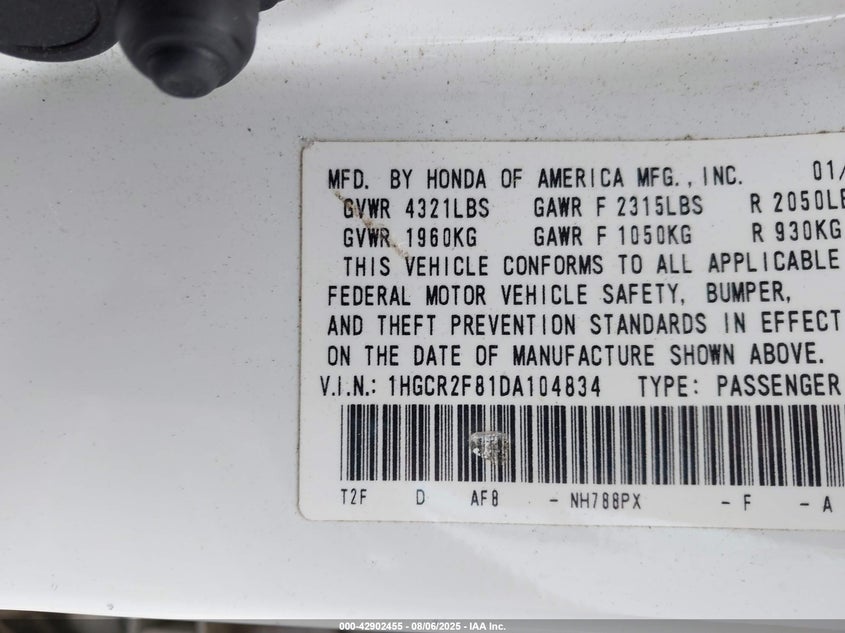 MFD. BY HONDA OF AMERICA MFG., INC. 01/
GVWR 4321LBS GAWR F 2315LBS R 2050LB
GVWR 1960KG GAWR F 1050KG R 930KG
THIS VEHICLE CONFORMS TO ALL APPLICABLE
FEDERAL MOTOR VEHICLE SAFETY, BUMPER,
AND THEFT PREVENTION STANDARDS IN EFFECT
ON THE DATE OF MANUFACTURE SHOWN ABOVE.
V.I.N.: 1HGCR2F81DA104834 TYPE: PASSENGER
T2F D AF8 - NH788PX - F - A
000-42902455 - 08/06/2025 - IAA Inc.